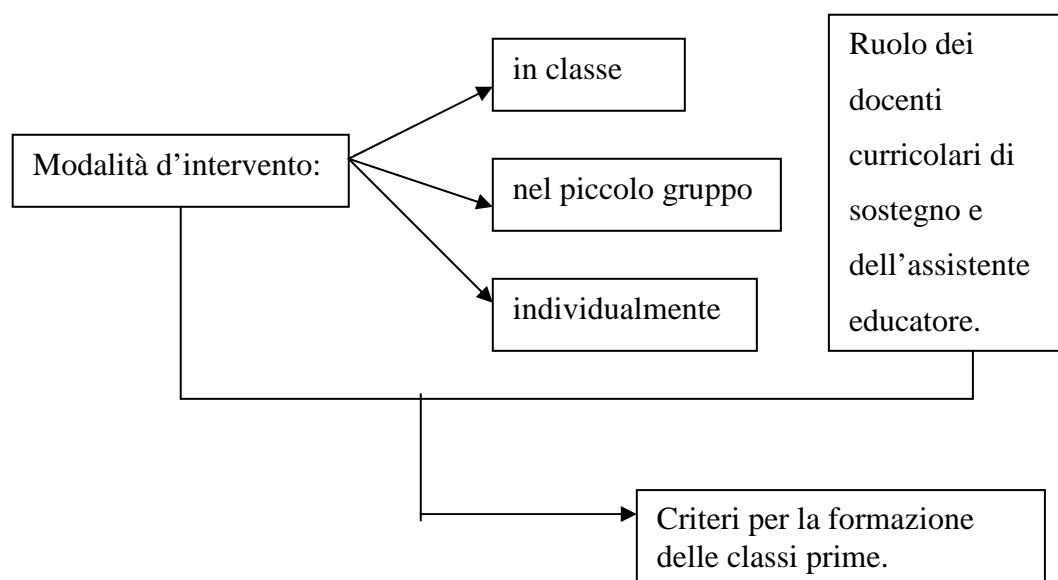 Modalità d’intervento:
in classe
nel piccolo gruppo
individualmente
Ruolo dei
docenti
curricolari di
sostegno e
dell’assistente
educatore.
Criteri per la formazione
delle classi prime.